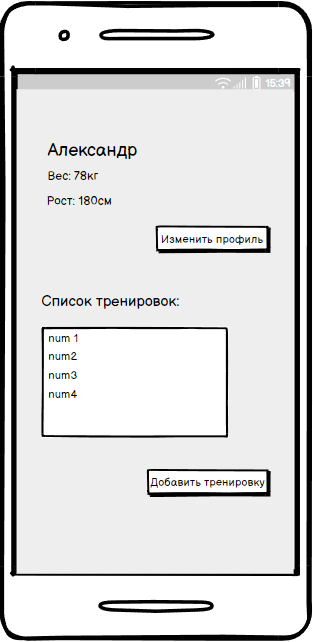 15:39
Александр
Вес: 78кг
Рост: 180см
Изменить профиль
Список тренировок:
num 1
num2
num3
num4
Добавить тренировку